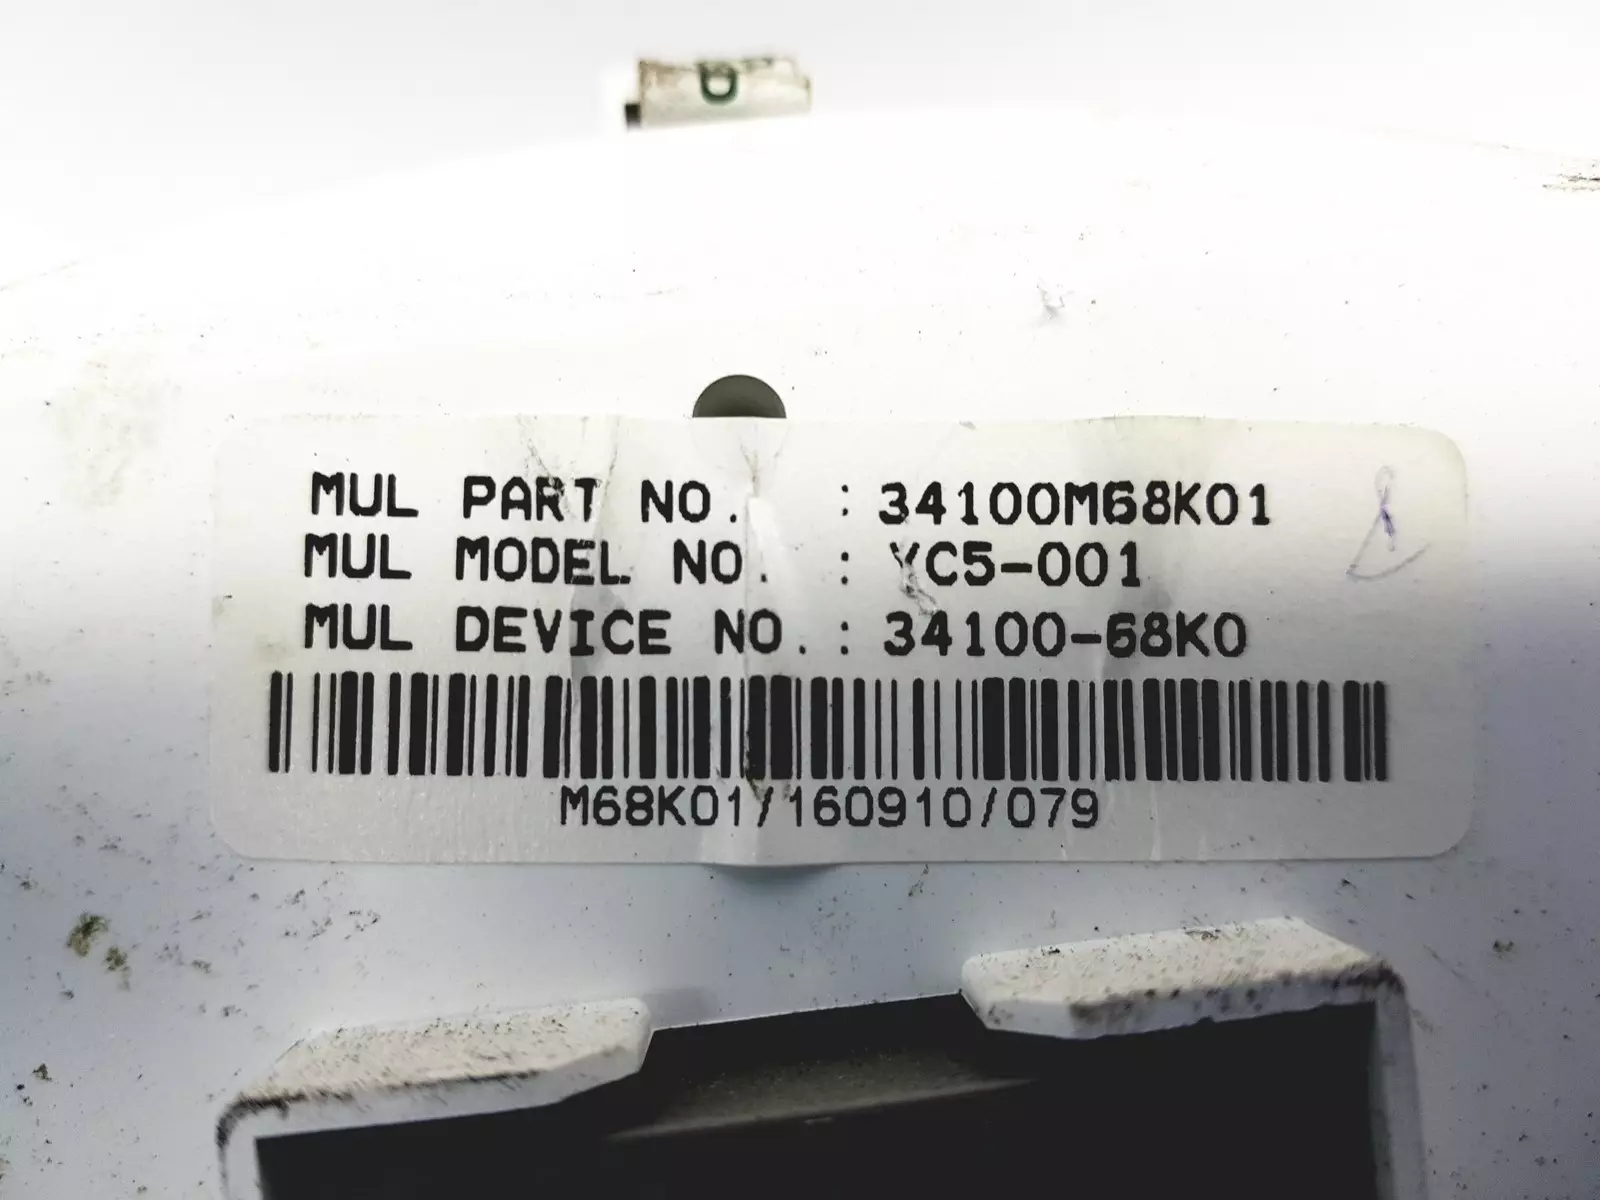 MUL PART NO. : 34100M68K01
MUL MODEL NO. : YC5-001
MUL DEVICE NO. : 34100-68K0
M68K01/160910/079